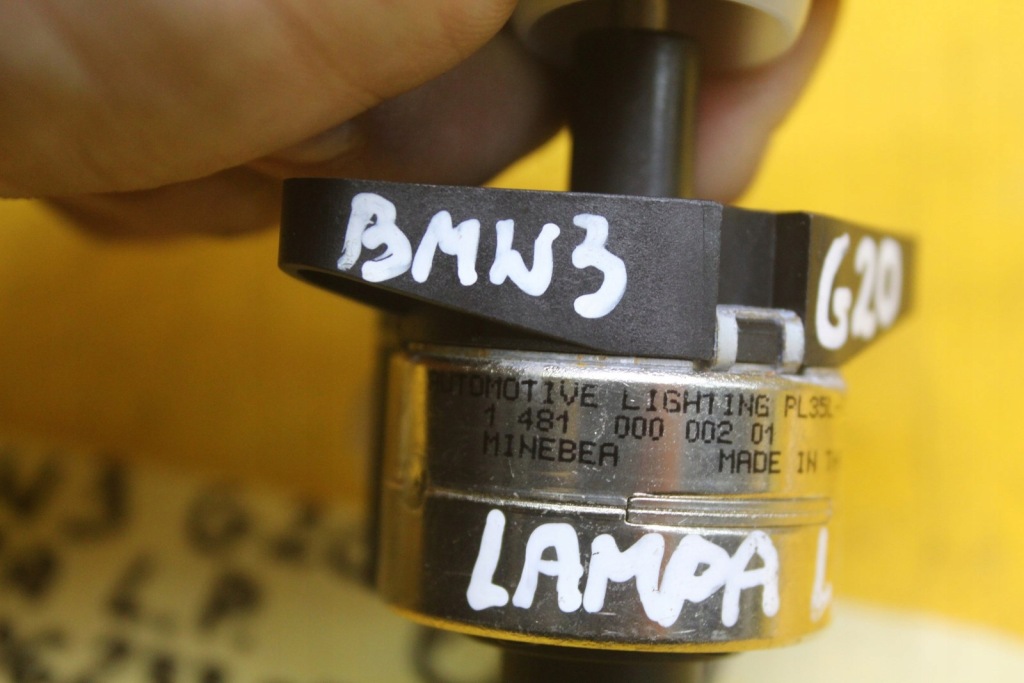 BMW3 G20
AUTOMOTIVE LIGHTING PL35L
1 481 000 002 01
MINEBEA MADE IN
LAMPA L